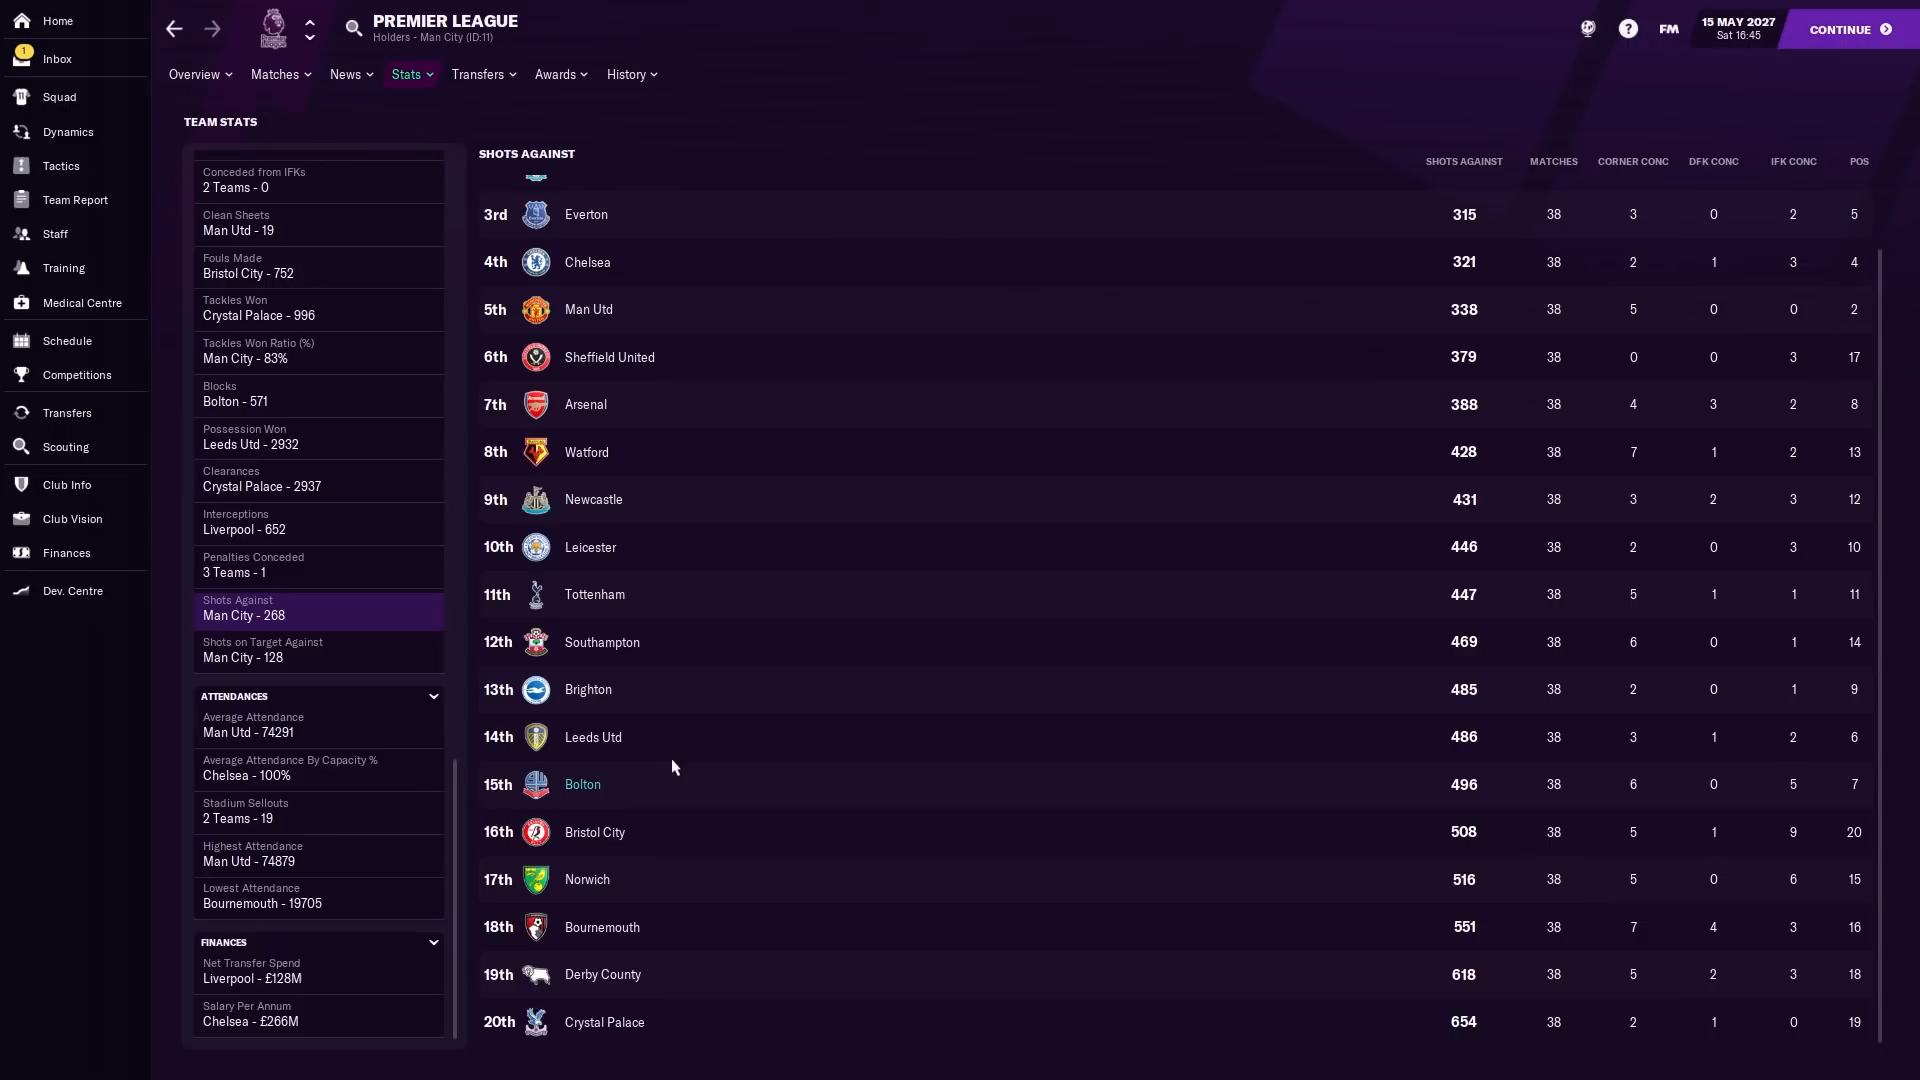 Home
1
Inbox
Squad
Dynamics
Tactics
Team Report
Staff
Training
Medical Centre
Schedule
Competitions
Transfers
Scouting
Club Info
Club Vision
Finances
Dev. Centre
PREMIER LEAGUE
Holders - Man City (ID:11)
FM
15 MAY 2027
Sat 16:45
CONTINUE
Overview Matches News Stats Transfers Awards History
TEAM STATS
Conceded from IFKs
2 Teams - 0
Clean Sheets
Man Utd - 19
Fouls Made
Bristol City - 752
Tackles Won
Crystal Palace - 996
Tackles Won Ratio (%)
Man City - 83%
Blocks
Bolton - 571
Possession Won
Leeds Utd - 2932
Clearances
Crystal Palace - 2937
Interceptions
Liverpool - 652
Penalties Conceded
3 Teams - 1
Shots Against
Man City - 268
Shots on Target Against
Man City - 128
ATTENDANCES
Average Attendance
Man Utd - 74291
Average Attendance By Capacity %
Chelsea - 100%
Stadium Sellouts
2 Teams - 19
Highest Attendance
Man Utd - 74879
Lowest Attendance
Bournemouth - 19705
FINANCES
Net Transfer Spend
Liverpool - £128M
Salary Per Annum
Chelsea - £266M
SHOTS AGAINST
SHOTS AGAINST MATCHES CORNER CONC DFK CONC IFK CONC POS
3rd Everton 315 38 3 0 2 5
4th Chelsea 321 38 2 1 3 4
5th Man Utd 338 38 5 0 0 2
6th Sheffield United 379 38 0 0 3 17
7th Arsenal 388 38 4 3 2 8
8th Watford 428 38 7 1 2 13
9th Newcastle 431 38 3 2 3 12
10th Leicester 446 38 2 0 3 10
11th Tottenham 447 38 5 1 1 11
12th Southampton 469 38 6 0 1 14
13th Brighton 485 38 2 0 1 9
14th Leeds Utd 486 38 3 1 2 6
15th Bolton 496 38 6 0 5 7
16th Bristol City 508 38 5 1 9 20
17th Norwich 516 38 5 0 6 15
18th Bournemouth 551 38 7 4 3 16
19th Derby County 618 38 5 2 3 18
20th Crystal Palace 654 38 2 1 0 19